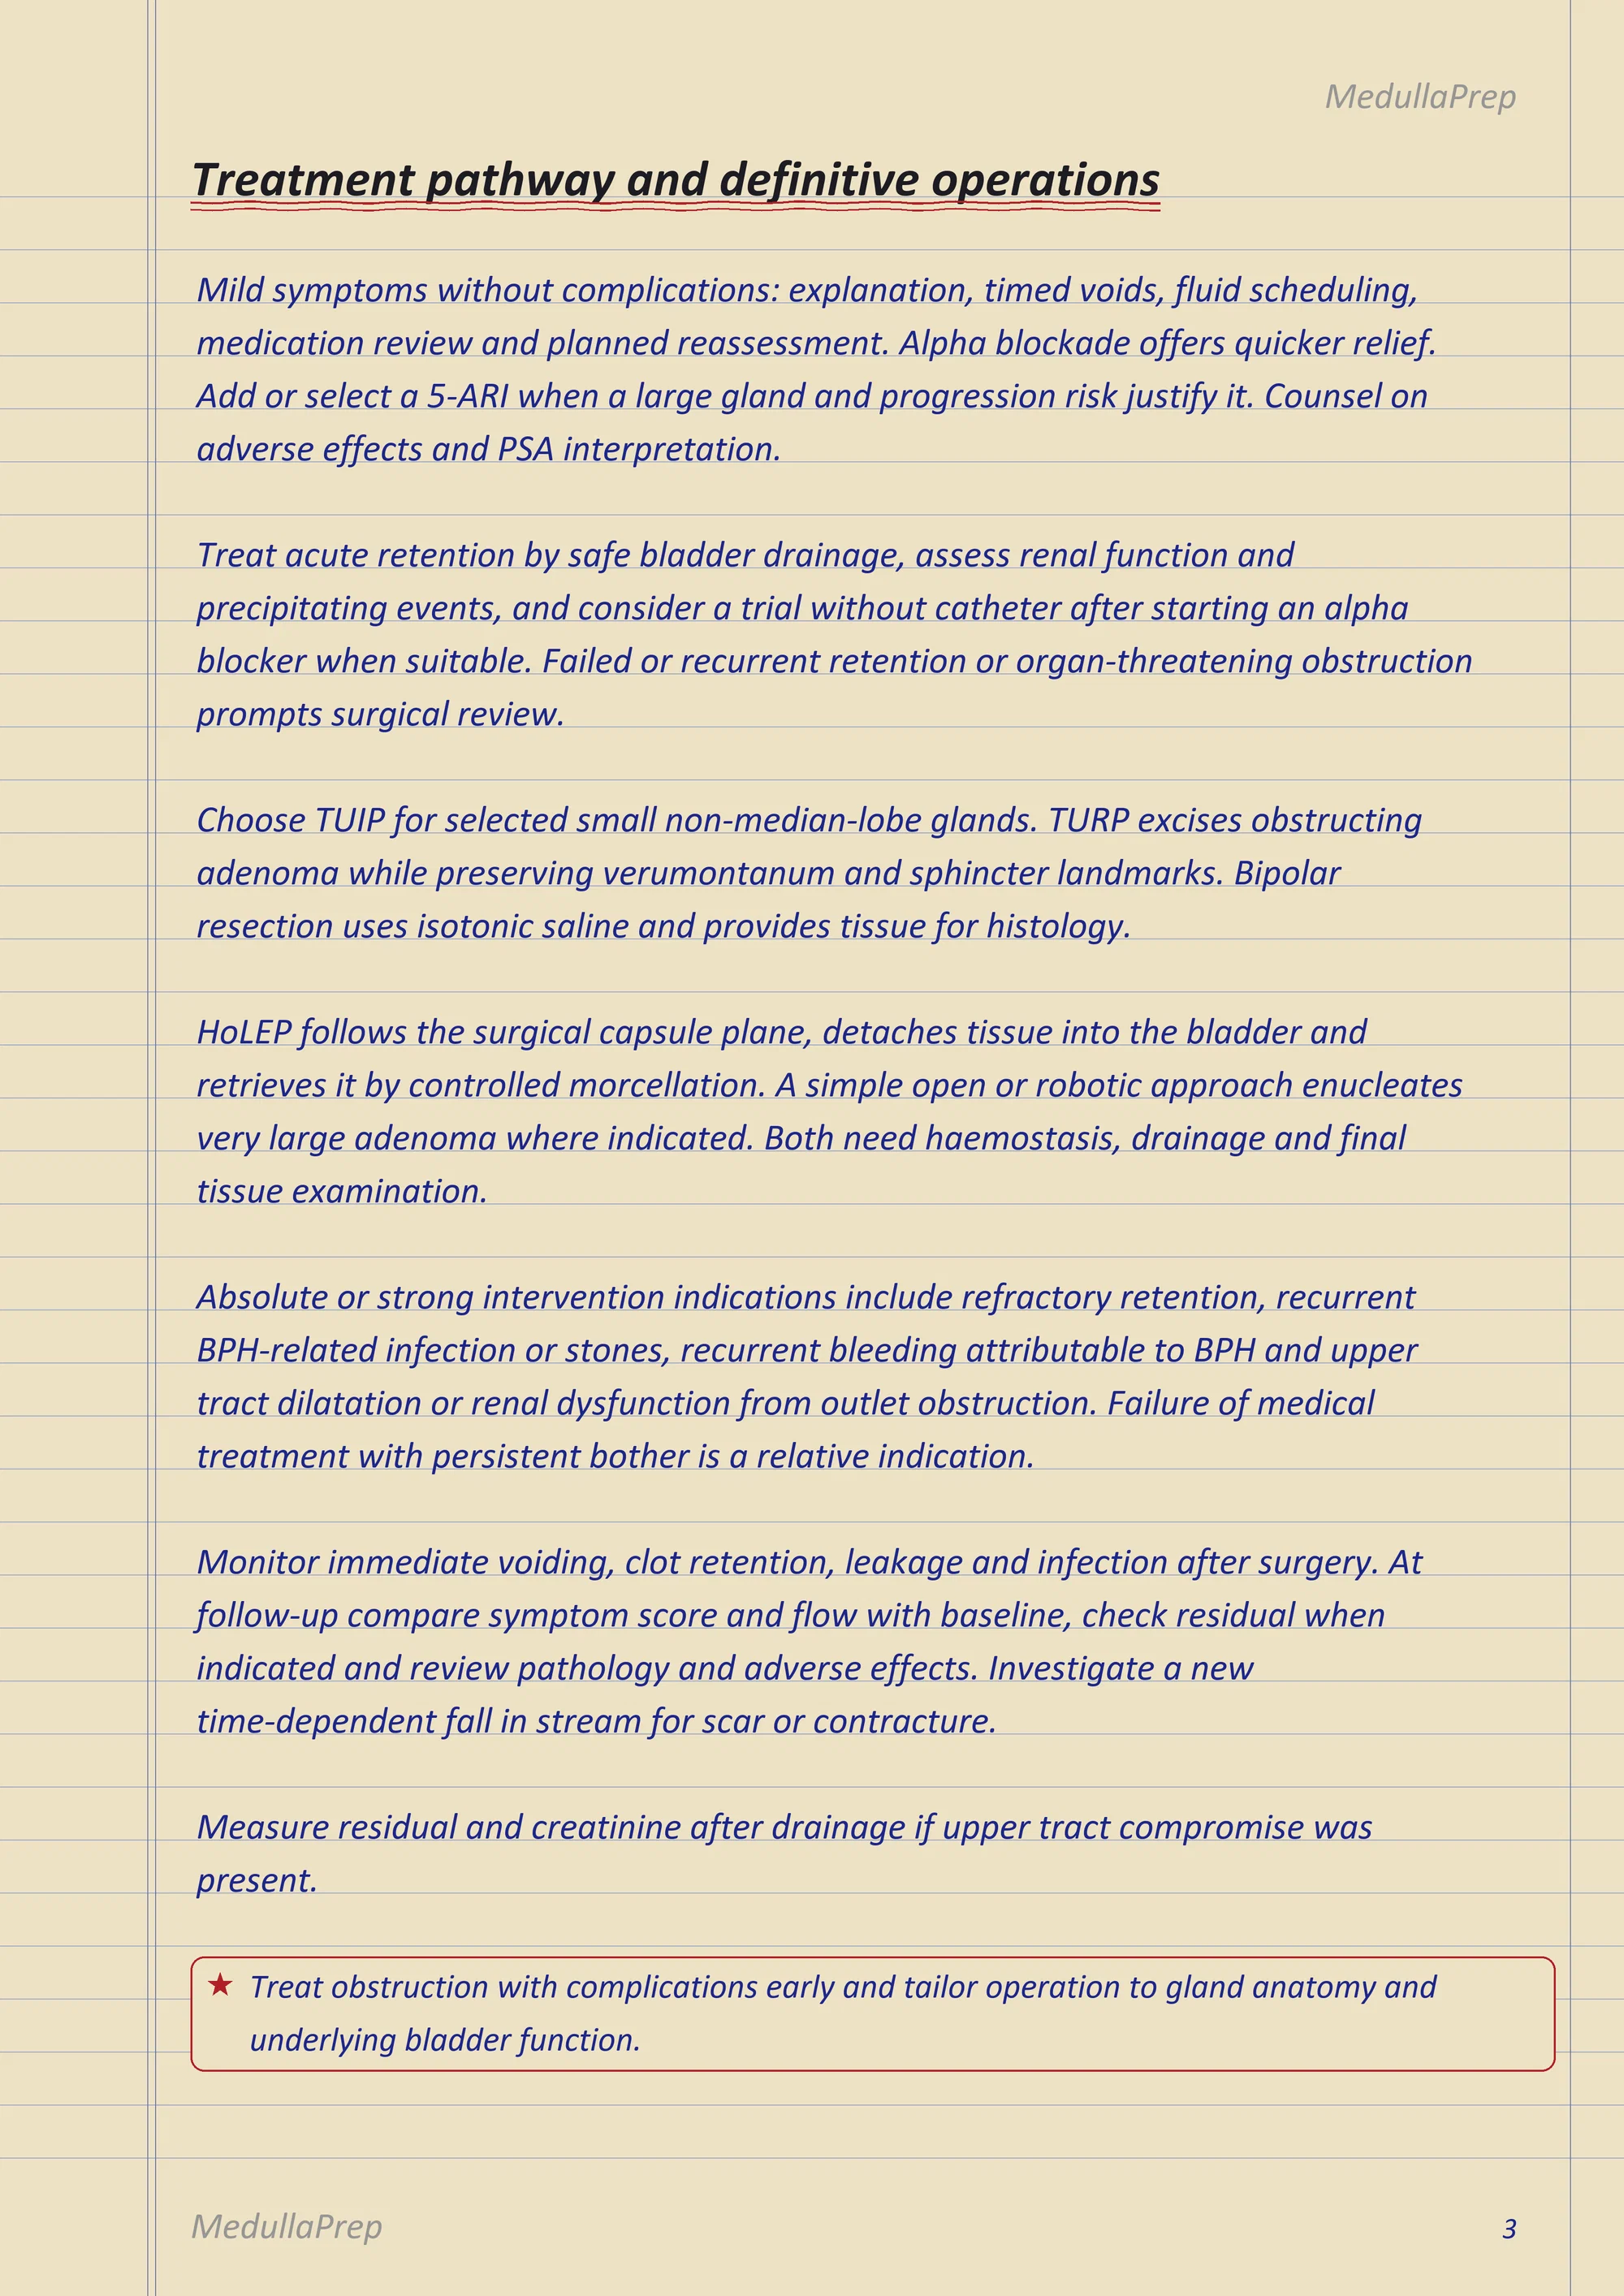 MedullaPrep
Treatment pathway and definitive operations
Mild symptoms without complications: explanation, timed voids, fluid scheduling,
medication review and planned reassessment. Alpha blockade offers quicker relief.
Add or select a 5-ARI when a large gland and progression risk justify it. Counsel on
adverse effects and PSA interpretation.
Treat acute retention by safe bladder drainage, assess renal function and
precipitating events, and consider a trial without catheter after starting an alpha
blocker when suitable. Failed or recurrent retention or organ-threatening obstruction
prompts surgical review.
Choose TUIP for selected small non-median-lobe glands. TURP excises obstructing
adenoma while preserving verumontanum and sphincter landmarks. Bipolar
resection uses isotonic saline and provides tissue for histology.
HoLEP follows the surgical capsule plane, detaches tissue into the bladder and
retrieves it by controlled morcellation. A simple open or robotic approach enucleates
very large adenoma where indicated. Both need haemostasis, drainage and final
tissue examination.
Absolute or strong intervention indications include refractory retention, recurrent
BPH-related infection or stones, recurrent bleeding attributable to BPH and upper
tract dilatation or renal dysfunction from outlet obstruction. Failure of medical
treatment with persistent bother is a relative indication.
Monitor immediate voiding, clot retention, leakage and infection after surgery. At
follow-up compare symptom score and flow with baseline, check residual when
indicated and review pathology and adverse effects. Investigate a new
time-dependent fall in stream for scar or contracture.
Measure residual and creatinine after drainage if upper tract compromise was
present.
★ Treat obstruction with complications early and tailor operation to gland anatomy and
underlying bladder function.
MedullaPrep
3